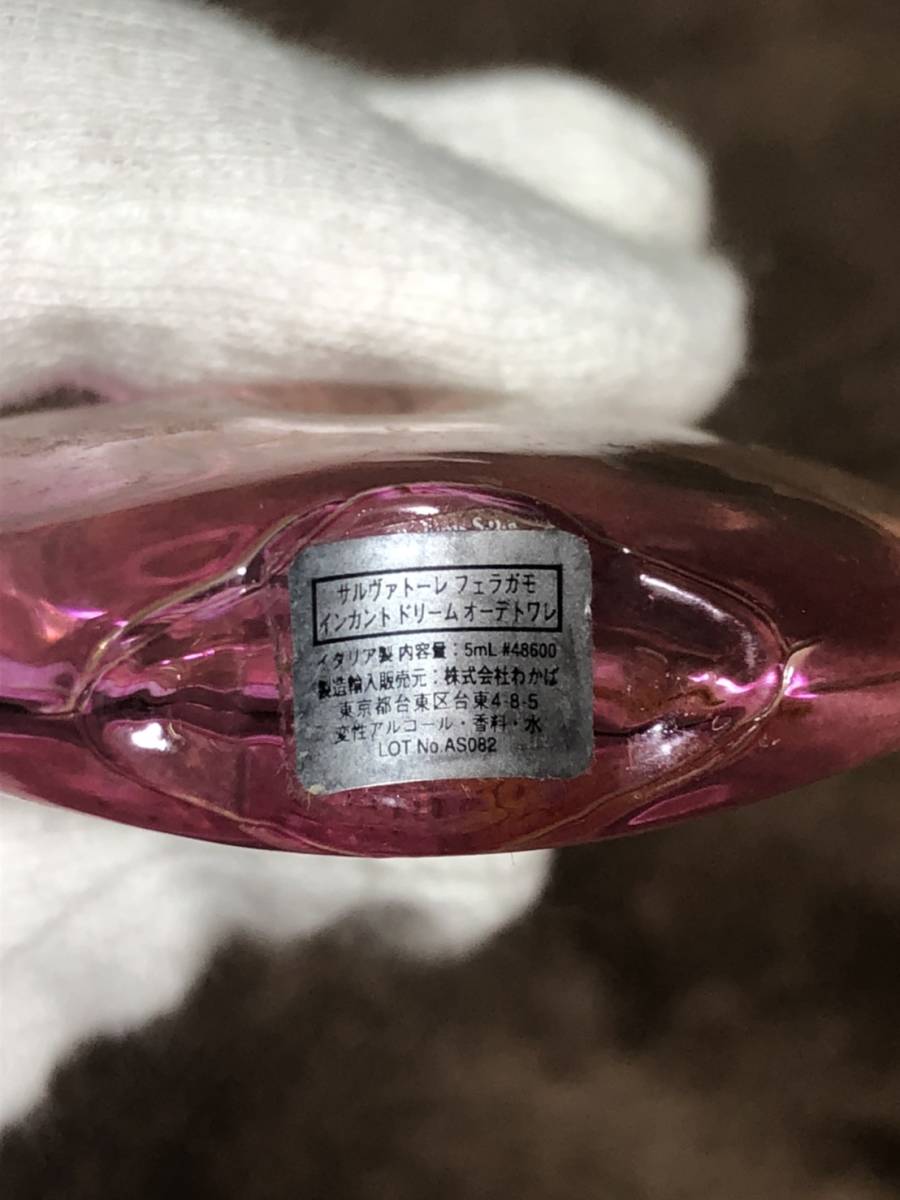 サルヴァトーレ フェラガモ
インカント ドリーム オーデトワレ
イタリア製 内容量：5mL #48600
製造輸入販売元：株式会社わかば
東京都台東区台東4-8-5
変性アルコール・香料・水
LOT No.AS082